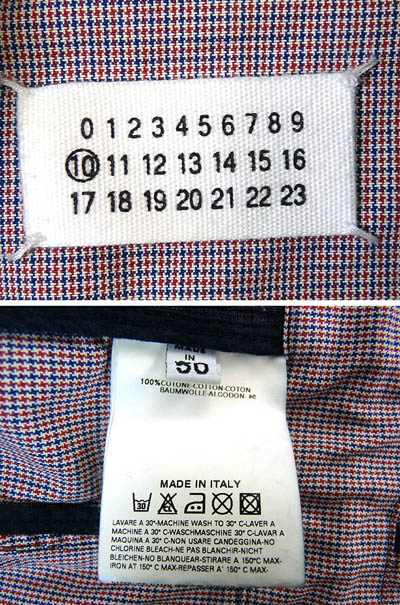 0 1 2 3 4 5 6 7 8 9
10 11 12 13 14 15 16
17 18 19 20 21 22 23
MADE
IN
100%COTONE-COTTON-COTON
BAUMWOLLE-ALGODON-
MADE IN ITALY
30
LAVARE A 30°-MACHINE WASH TO 30° C-LAVER A
MACHINE A 30° C-WASCHMASCHINE 30° C-LAVAR A
MAQUINA A 30° C-NON USARE CANDEGGINA-NO
CHLORINE BLEACH-NE PAS BLANCHIR-NICHT
BLEICHEN-NO BLANQUEAR-STIRARE A 150° C MAX-
IRON AT 150° C MAX-REPASSER A' 150° C MAX-